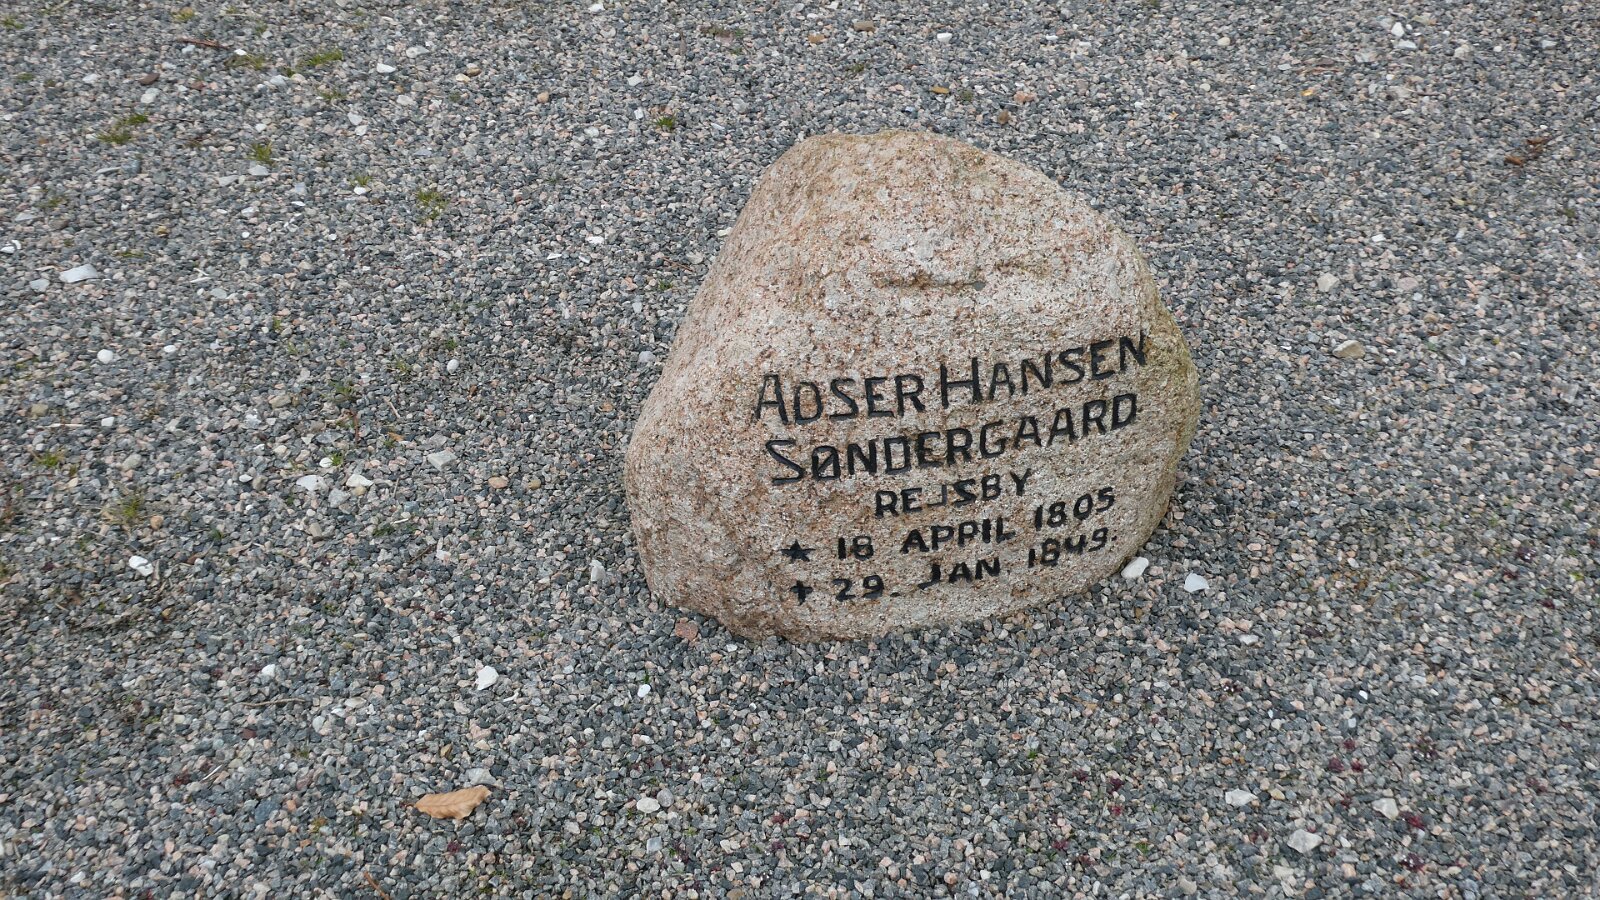 ADSER HANSEN
SØNDERGAARD
REJSBY
★ 18 APRIL 1805
✝ 29. JAN 1849.